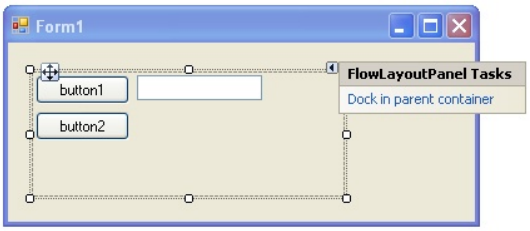 Form1
FlowLayoutPanel Tasks
Dock in parent container
button1
button2